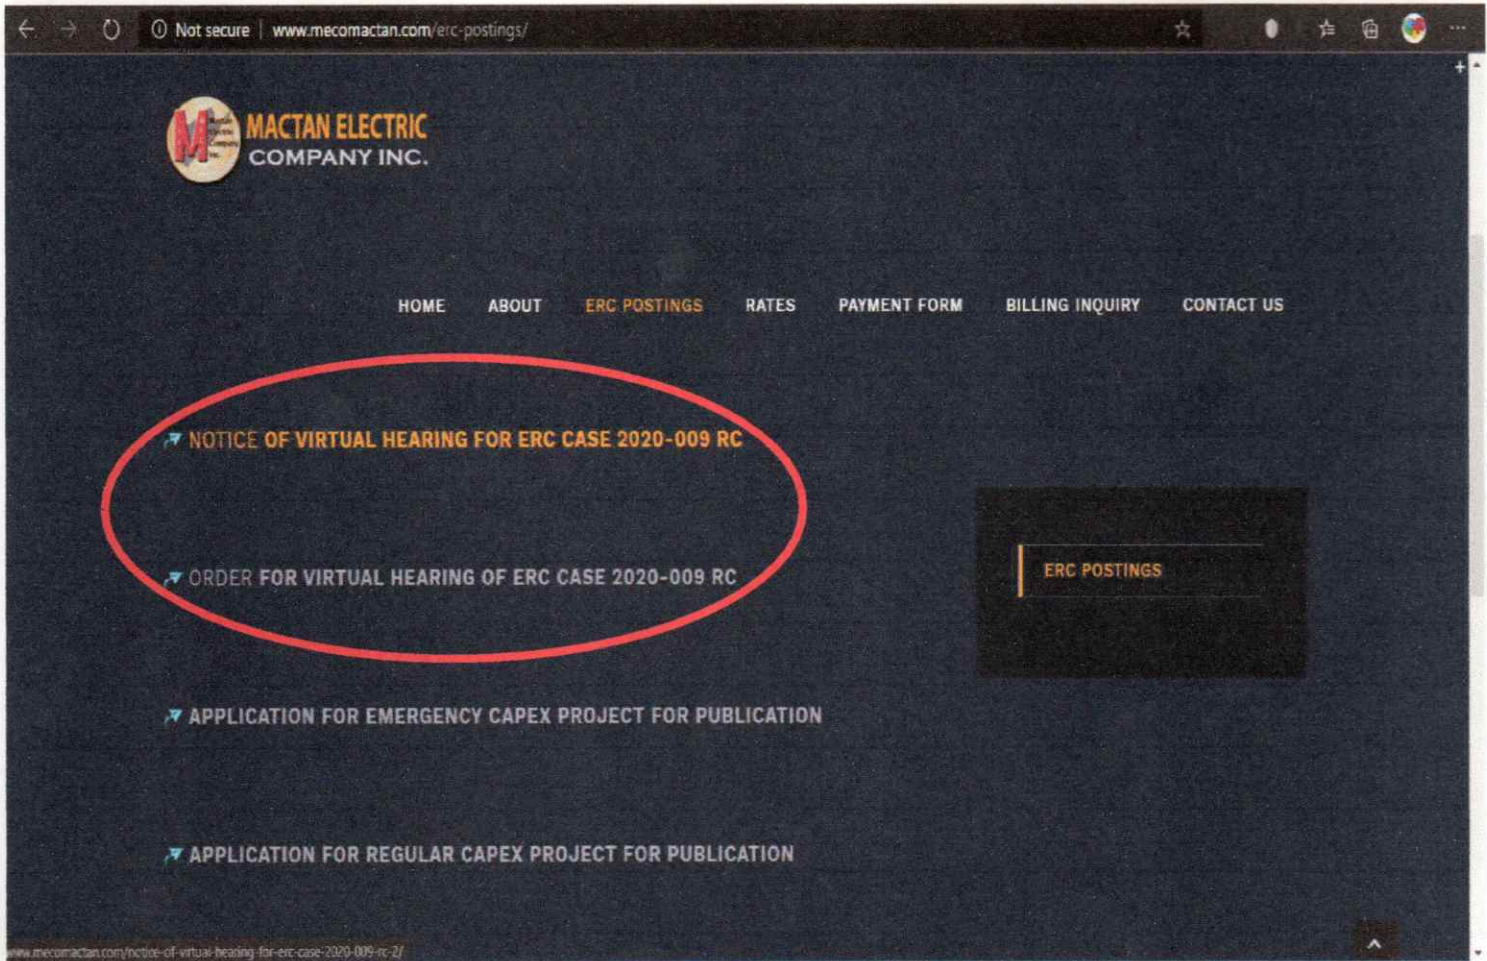 Not secure | www.mecomactan.com/erc-postings/
MACTAN ELECTRIC
COMPANY INC.
HOME ABOUT ERC POSTINGS RATES PAYMENT FORM BILLING INQUIRY CONTACT US
NOTICE OF VIRTUAL HEARING FOR ERC CASE 2020-009 RC
ORDER FOR VIRTUAL HEARING OF ERC CASE 2020-009 RC
ERC POSTINGS
APPLICATION FOR EMERGENCY CAPEX PROJECT FOR PUBLICATION
APPLICATION FOR REGULAR CAPEX PROJECT FOR PUBLICATION
www.mecomactan.com/notice-of-virtual-hearing-for-erc-case-2020-009-rc-2/